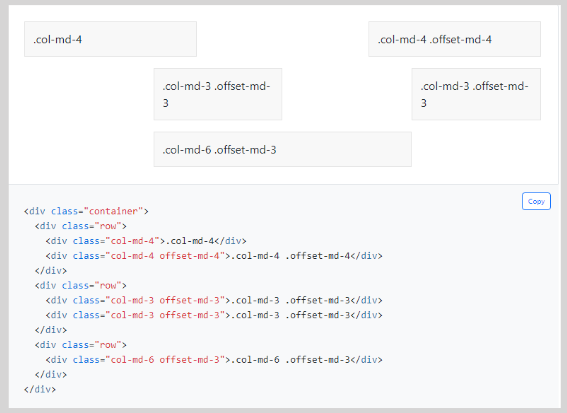 .col-md-4
.col-md-4 .offset-md-4
.col-md-3 .offset-md-
3
.col-md-3 .offset-md-
3
.col-md-6 .offset-md-3
Copy
<div class="container">
  <div class="row">
    <div class="col-md-4">.col-md-4</div>
    <div class="col-md-4 offset-md-4">.col-md-4 .offset-md-4</div>
  </div>
  <div class="row">
    <div class="col-md-3 offset-md-3">.col-md-3 .offset-md-3</div>
    <div class="col-md-3 offset-md-3">.col-md-3 .offset-md-3</div>
  </div>
  <div class="row">
    <div class="col-md-6 offset-md-3">.col-md-6 .offset-md-3</div>
  </div>
</div>